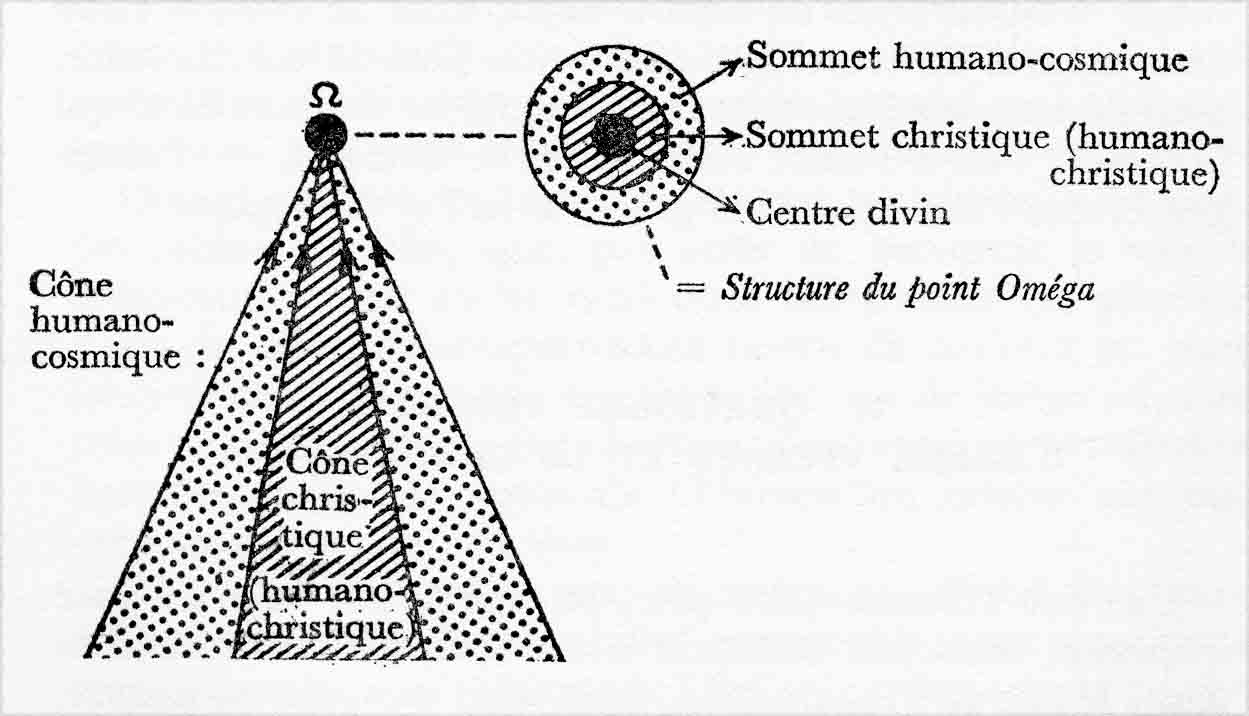 Ω
Sommet humano-cosmique
Sommet christique (humano-
christique)
Centre divin
= Structure du point Oméga
Cône
humano-
cosmique :
Cône
chris-
tique
(humano-
christique)